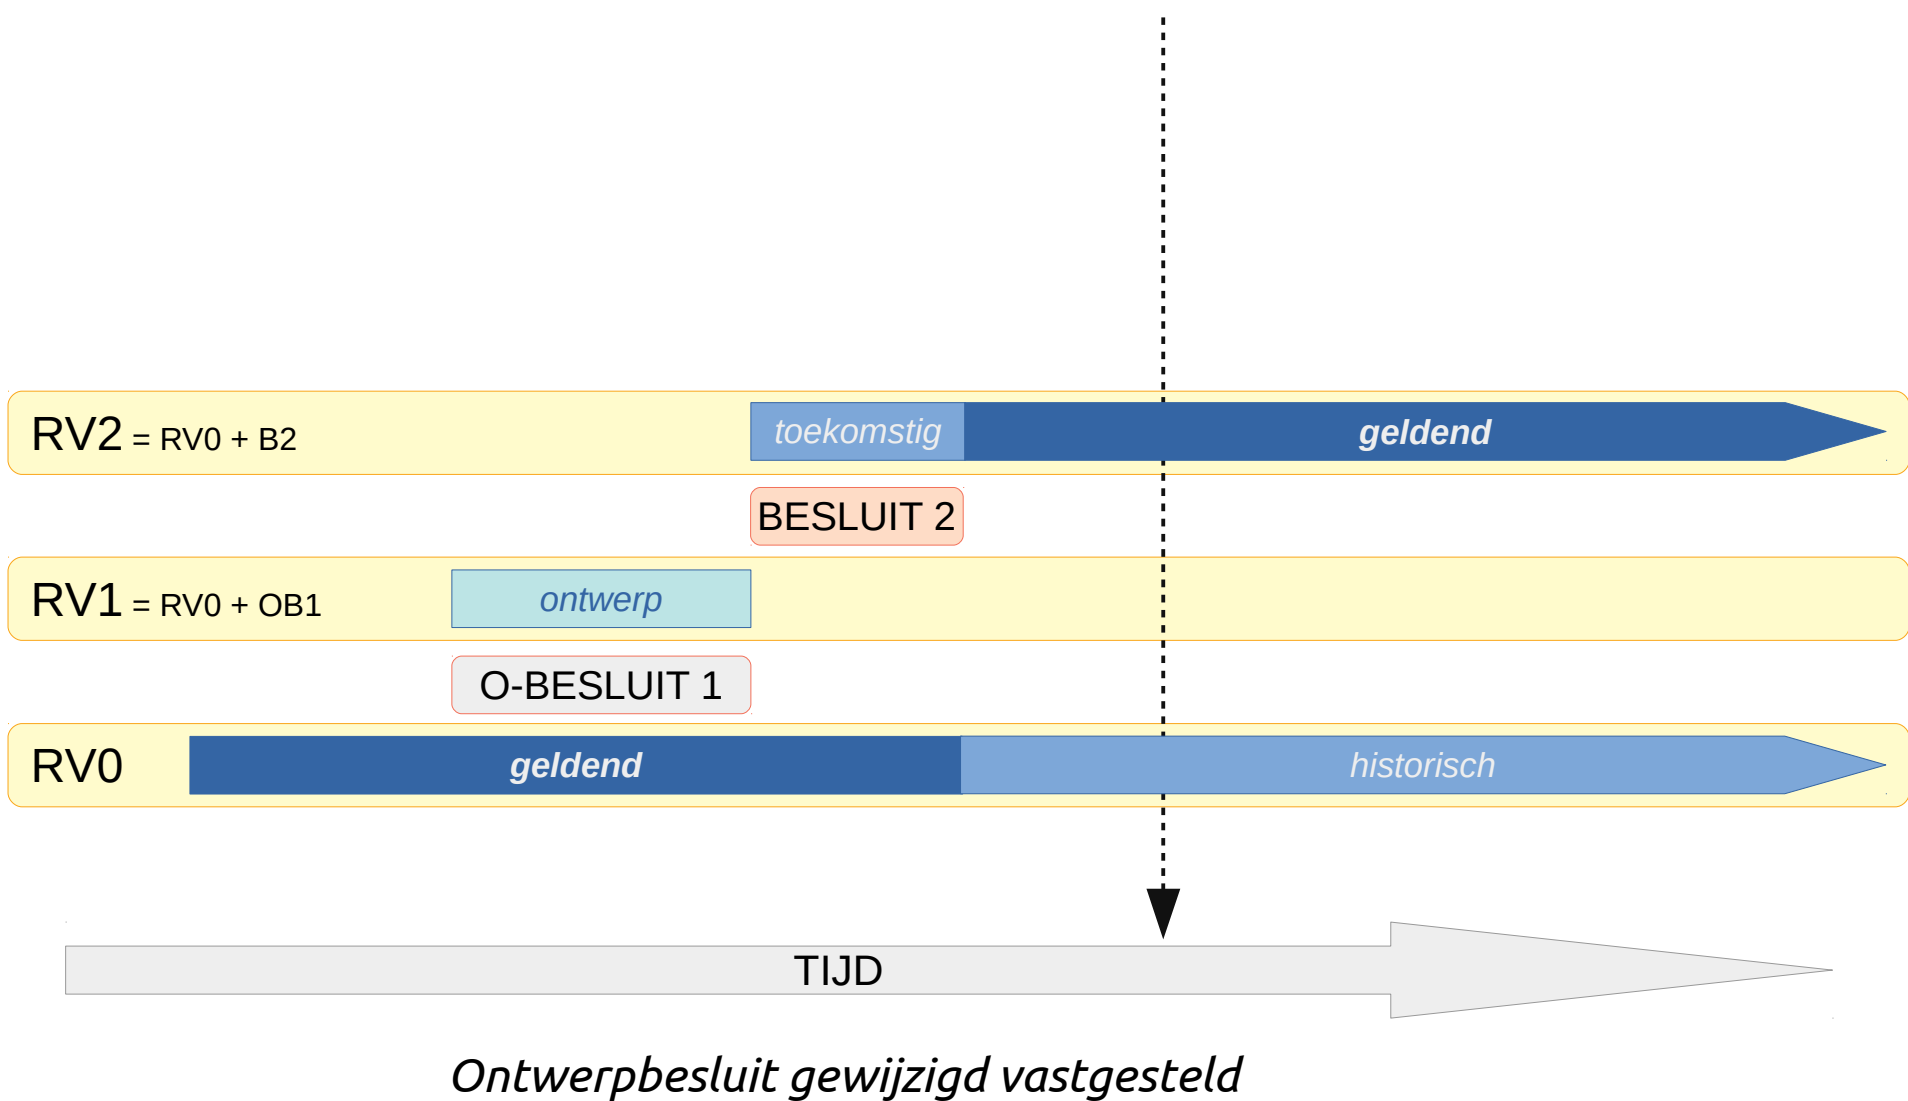 RV2 = RV0 + B2 toekomstig geldend
BESLUIT 2
RV1 = RV0 + OB1 ontwerp
O-BESLUIT 1
RV0 geldend historisch
TIJD
Ontwerpbesluit gewijzigd vastgesteld